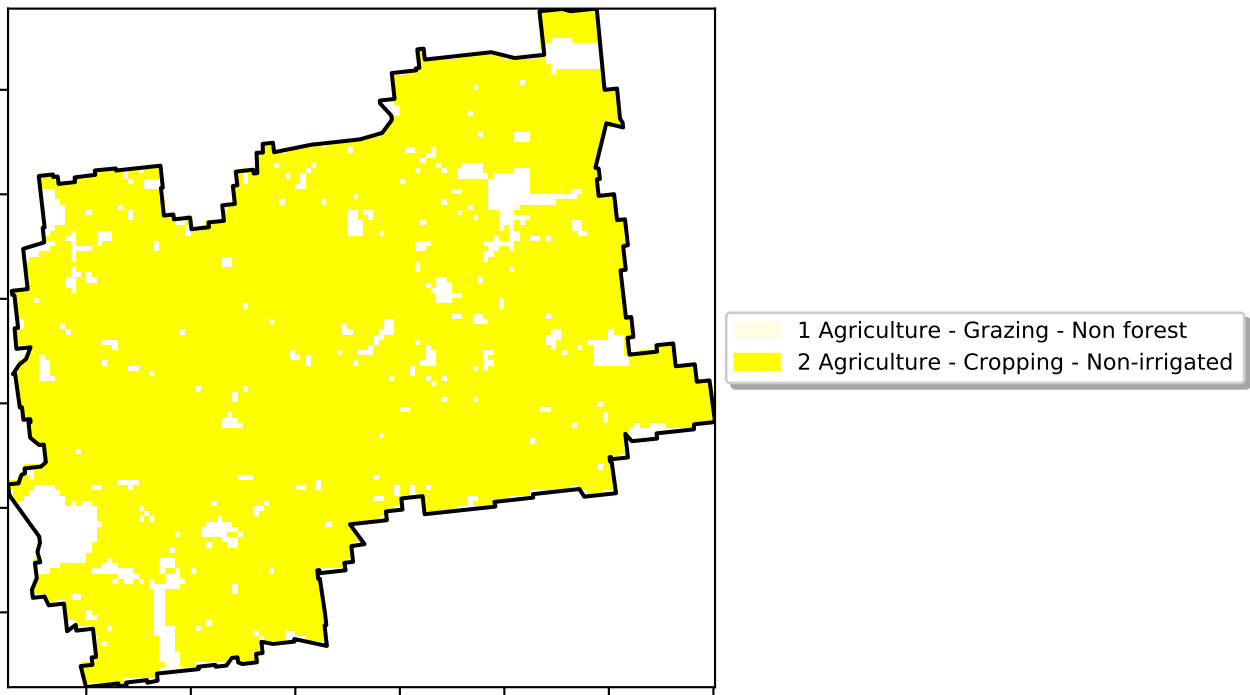 1 Agriculture - Grazing - Non forest
2 Agriculture - Cropping - Non-irrigated